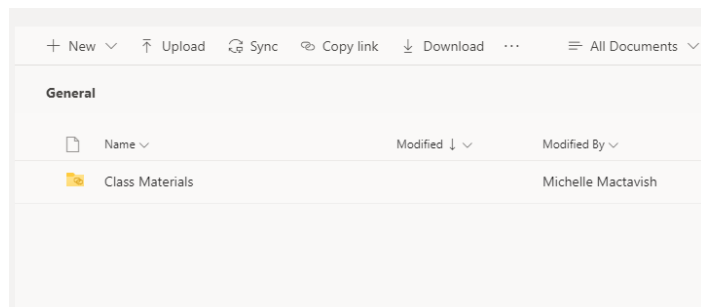 New Upload Sync Copy link Download ... All Documents
General
Name Modified ↓ Modified By
Class Materials Michelle Mactavish